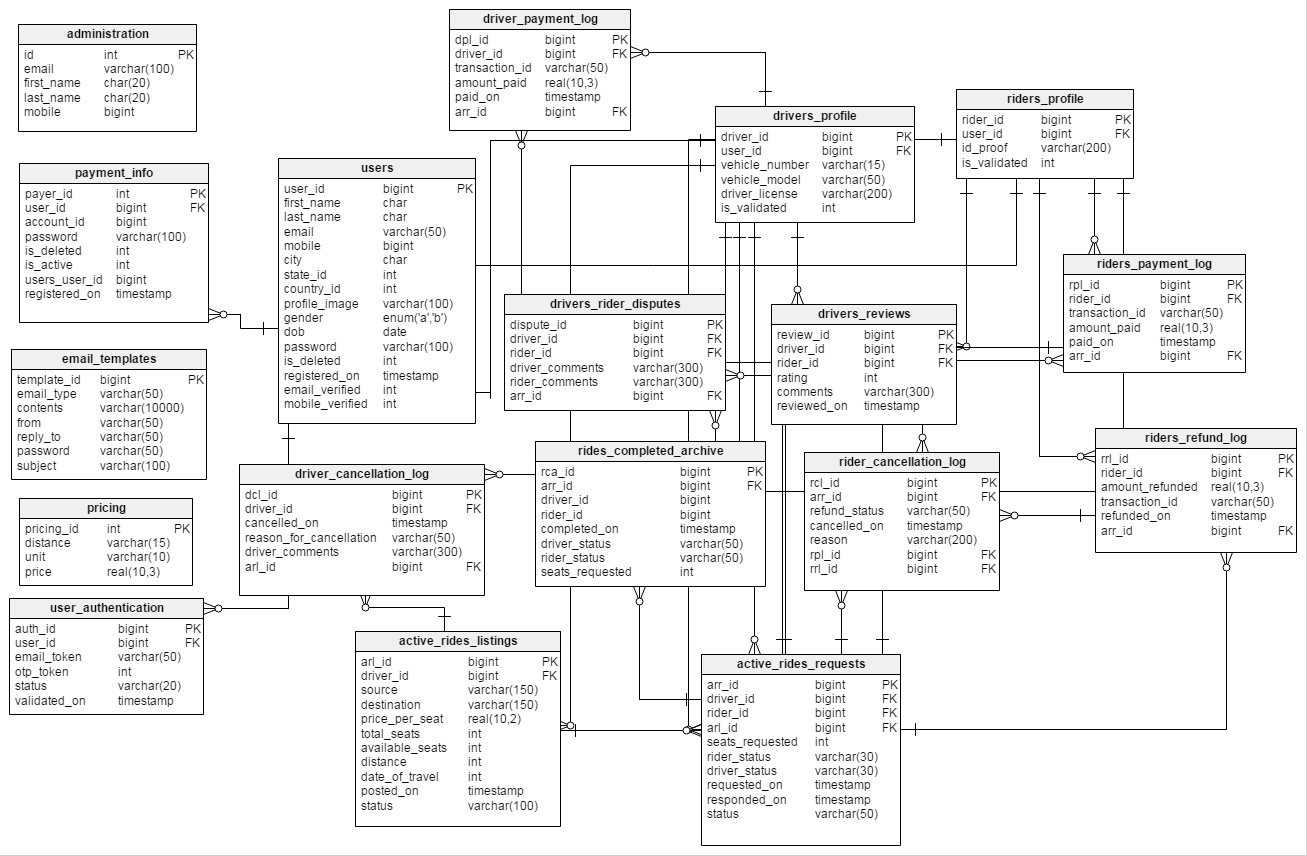 administration
id int PK
email varchar(100)
first_name char(20)
last_name char(20)
mobile bigint
payment_info
payer_id int PK
user_id bigint FK
account_id bigint
password varchar(100)
is_deleted int
is_active int
users_user_id bigint
registered_on timestamp
email_templates
template_id bigint PK
email_type varchar(50)
contents varchar(10000)
from varchar(50)
reply_to varchar(50)
password varchar(50)
subject varchar(100)
pricing
pricing_id int PK
distance varchar(15)
unit varchar(10)
price real(10,3)
user_authentication
auth_id bigint PK
user_id bigint FK
email_token varchar(50)
otp_token int
status varchar(20)
validated_on timestamp
users
user_id bigint PK
first_name char
last_name char
email varchar(50)
mobile bigint
city char
state_id int
country_id int
profile_image varchar(100)
gender enum('a','b')
dob date
password varchar(100)
is_deleted int
registered_on timestamp
email_verified int
mobile_verified int
driver_cancellation_log
dcl_id bigint PK
driver_id bigint FK
cancelled_on timestamp
reason_for_cancellation varchar(50)
driver_comments varchar(300)
arl_id bigint FK
active_rides_listings
arl_id bigint PK
driver_id bigint FK
source varchar(150)
destination varchar(150)
price_per_seat real(10,2)
total_seats int
available_seats int
distance int
date_of_travel int
posted_on timestamp
status varchar(100)
driver_payment_log
dpl_id bigint PK
driver_id bigint FK
transaction_id varchar(50)
amount_paid real(10,3)
paid_on timestamp
arr_id bigint FK
drivers_rider_disputes
dispute_id bigint PK
driver_id bigint FK
rider_id bigint FK
driver_comments varchar(300)
rider_comments varchar(300)
arr_id bigint FK
rides_completed_archive
rca_id bigint PK
arr_id bigint FK
driver_id bigint
rider_id bigint
completed_on timestamp
driver_status varchar(50)
rider_status varchar(50)
seats_requested int
drivers_profile
driver_id bigint PK
user_id bigint FK
vehicle_number varchar(15)
vehicle_model varchar(50)
driver_license varchar(200)
is_validated int
drivers_reviews
review_id bigint PK
driver_id bigint FK
rider_id bigint FK
rating int
comments varchar(300)
reviewed_on timestamp
rider_cancellation_log
rcl_id bigint PK
arr_id bigint FK
refund_status varchar(50)
cancelled_on timestamp
reason varchar(200)
rpl_id bigint FK
rrl_id bigint FK
active_rides_requests
arr_id bigint PK
driver_id bigint FK
rider_id bigint FK
arl_id bigint FK
seats_requested int
rider_status varchar(30)
driver_status varchar(30)
requested_on timestamp
responded_on timestamp
status varchar(50)
riders_profile
rider_id bigint PK
user_id bigint FK
id_proof varchar(200)
is_validated int
riders_payment_log
rpl_id bigint PK
rider_id bigint FK
transaction_id varchar(50)
amount_paid real(10,3)
paid_on timestamp
arr_id bigint FK
riders_refund_log
rrl_id bigint PK
rider_id bigint FK
amount_refunded real(10,3)
transaction_id varchar(50)
refunded_on timestamp
arr_id bigint FK